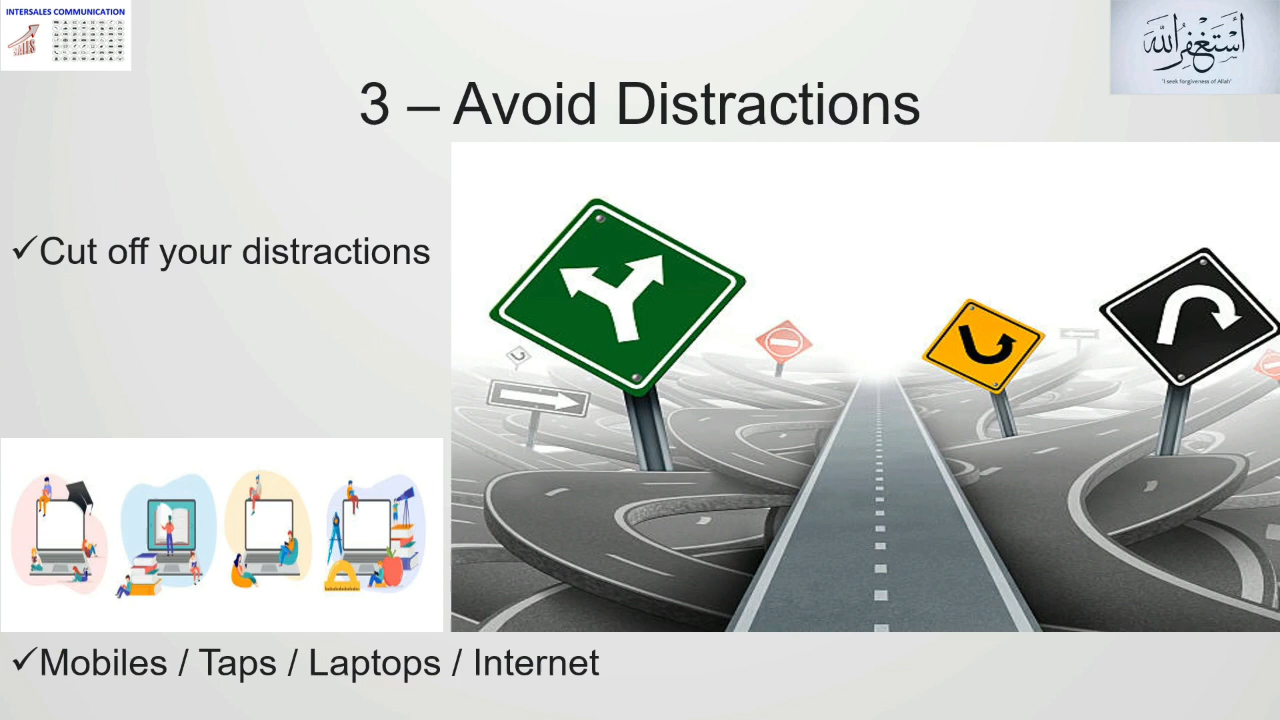 INTERSALES COMMUNICATION
SALES
أستغفر الله
"I seek forgiveness of Allah"
3 – Avoid Distractions
✓Cut off your distractions
✓Mobiles / Taps / Laptops / Internet